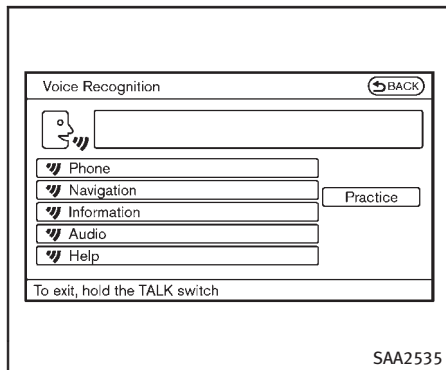 Voice Recognition
BACK
Phone
Navigation
Practice
Information
Audio
Help
To exit, hold the TALK switch
SAA2535